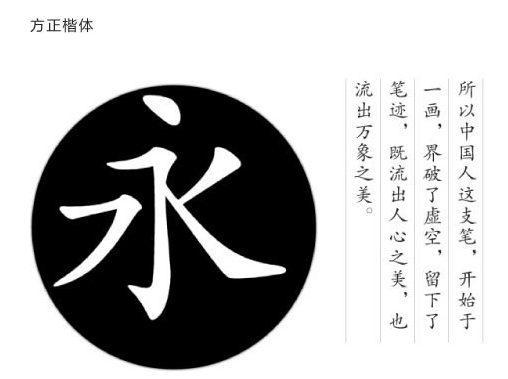 方正楷体
永
所以中国人这支笔，开始于
一画，界破了虚空，留下了
笔迹，既流出人心之美，也
流出万象之美。